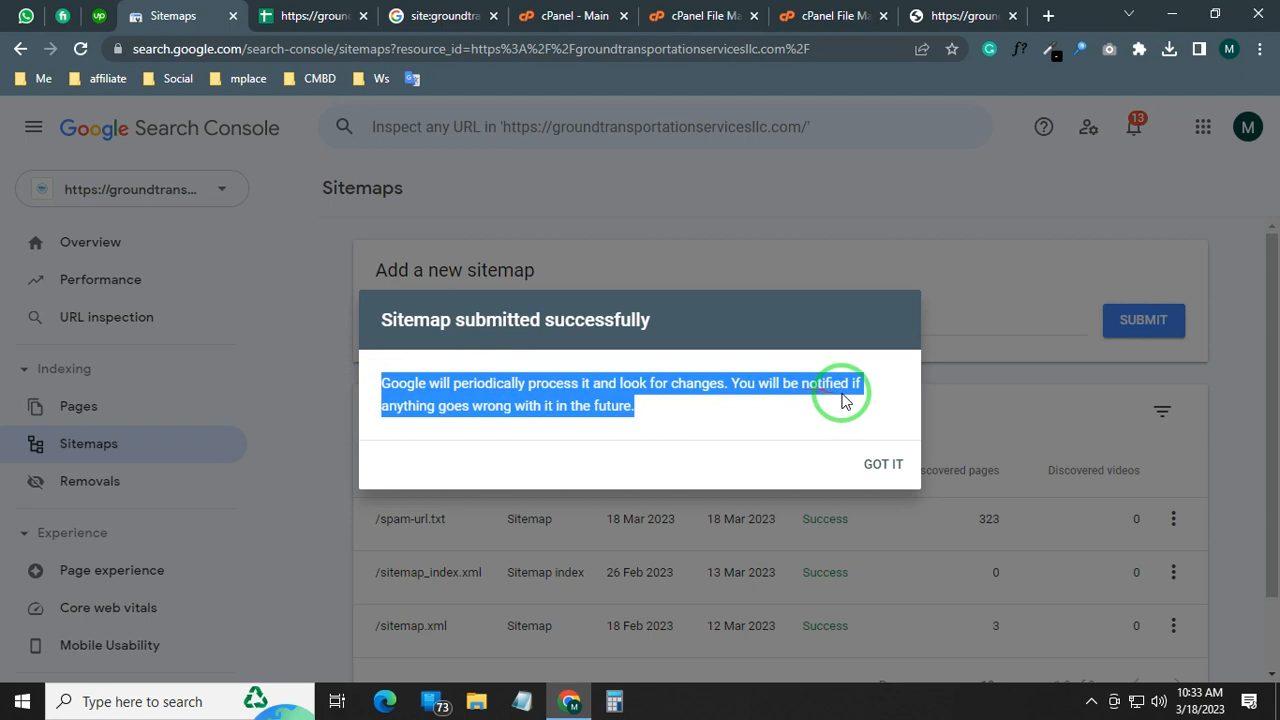 Sitemaps
https://groun
site:groundtra
cPanel - Main
cPanel File Ma
cPanel File Ma
https://groun
search.google.com/search-console/sitemaps?resource_id=https%3A%2F%2Fgroundtransportationservicesllc.com%2F
M
Me
affiliate
Social
mplace
CMBD
Ws
Google Search Console
Inspect any URL in 'https://groundtransportationservicesllc.com/'
13
M
https://groundtrans...
Sitemaps
Overview
Performance
URL inspection
Indexing
Pages
Sitemaps
Removals
Experience
Page experience
Core web vitals
Mobile Usability
Add a new sitemap
SUBMIT
Sitemap submitted successfully
Google will periodically process it and look for changes. You will be notified if
anything goes wrong with it in the future.
GOT IT
Discovered videos
/spam-url.txt Sitemap 18 Mar 2023 18 Mar 2023 Success 323 0
/sitemap_index.xml Sitemap index 26 Feb 2023 13 Mar 2023 Success 0 0
/sitemap.xml Sitemap 18 Feb 2023 12 Mar 2023 Success 3 0
Type here to search
73
10:33 AM
3/18/2023